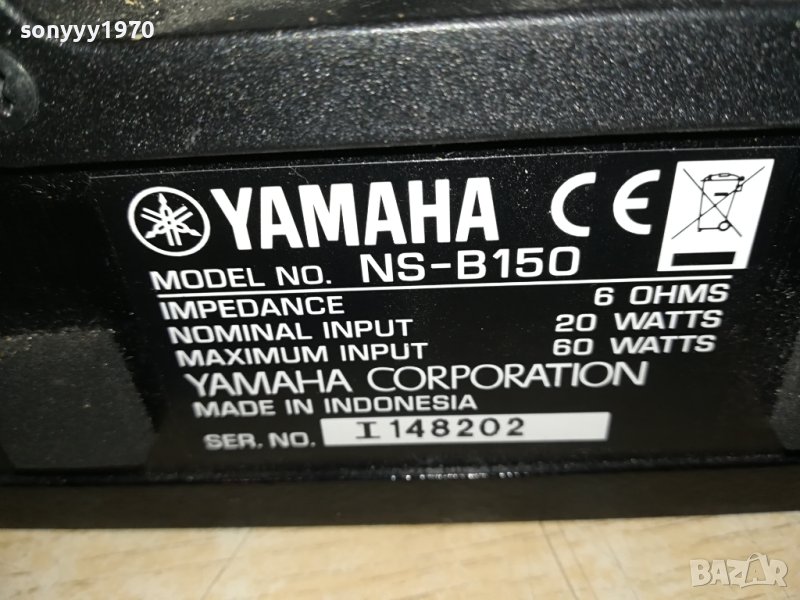 sonyyy1970
YAMAHA CE
MODEL NO. NS-B150
IMPEDANCE 6 OHMS
NOMINAL INPUT 20 WATTS
MAXIMUM INPUT 60 WATTS
YAMAHA CORPORATION
MADE IN INDONESIA
SER. NO. I 148202
BAZAR